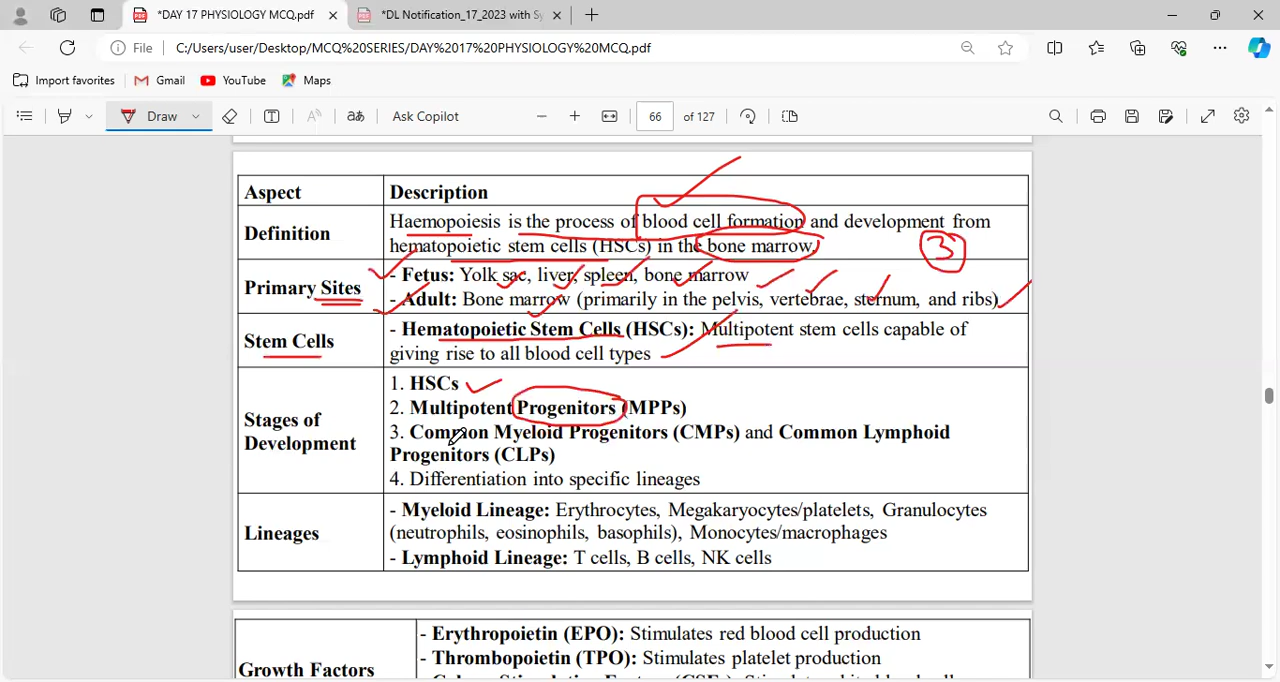 *DAY 17 PHYSIOLOGY MCQ.pdf
*DL Notification_17_2023 with Sy
File C:/Users/user/Desktop/MCQ%20SERIES/DAY%2017%20PHYSIOLOGY%20MCQ.pdf
Import favorites Gmail YouTube Maps
Draw aあ Ask Copilot 66 of 127
Aspect Description
Definition Haemopoiesis is the process of blood cell formation and development from
hematopoietic stem cells (HSCs) in the bone marrow.
3
Primary Sites - Fetus: Yolk sac, liver, spleen, bone marrow
- Adult: Bone marrow (primarily in the pelvis, vertebrae, sternum, and ribs)
Stem Cells - Hematopoietic Stem Cells (HSCs): Multipotent stem cells capable of
giving rise to all blood cell types
Stages of Development 1. HSCs
2. Multipotent Progenitors (MPPs)
3. Common Myeloid Progenitors (CMPs) and Common Lymphoid
Progenitors (CLPs)
4. Differentiation into specific lineages
Lineages - Myeloid Lineage: Erythrocytes, Megakaryocytes/platelets, Granulocytes
(neutrophils, eosinophils, basophils), Monocytes/macrophages
- Lymphoid Lineage: T cells, B cells, NK cells
Growth Factors - Erythropoietin (EPO): Stimulates red blood cell production
- Thrombopoietin (TPO): Stimulates platelet production